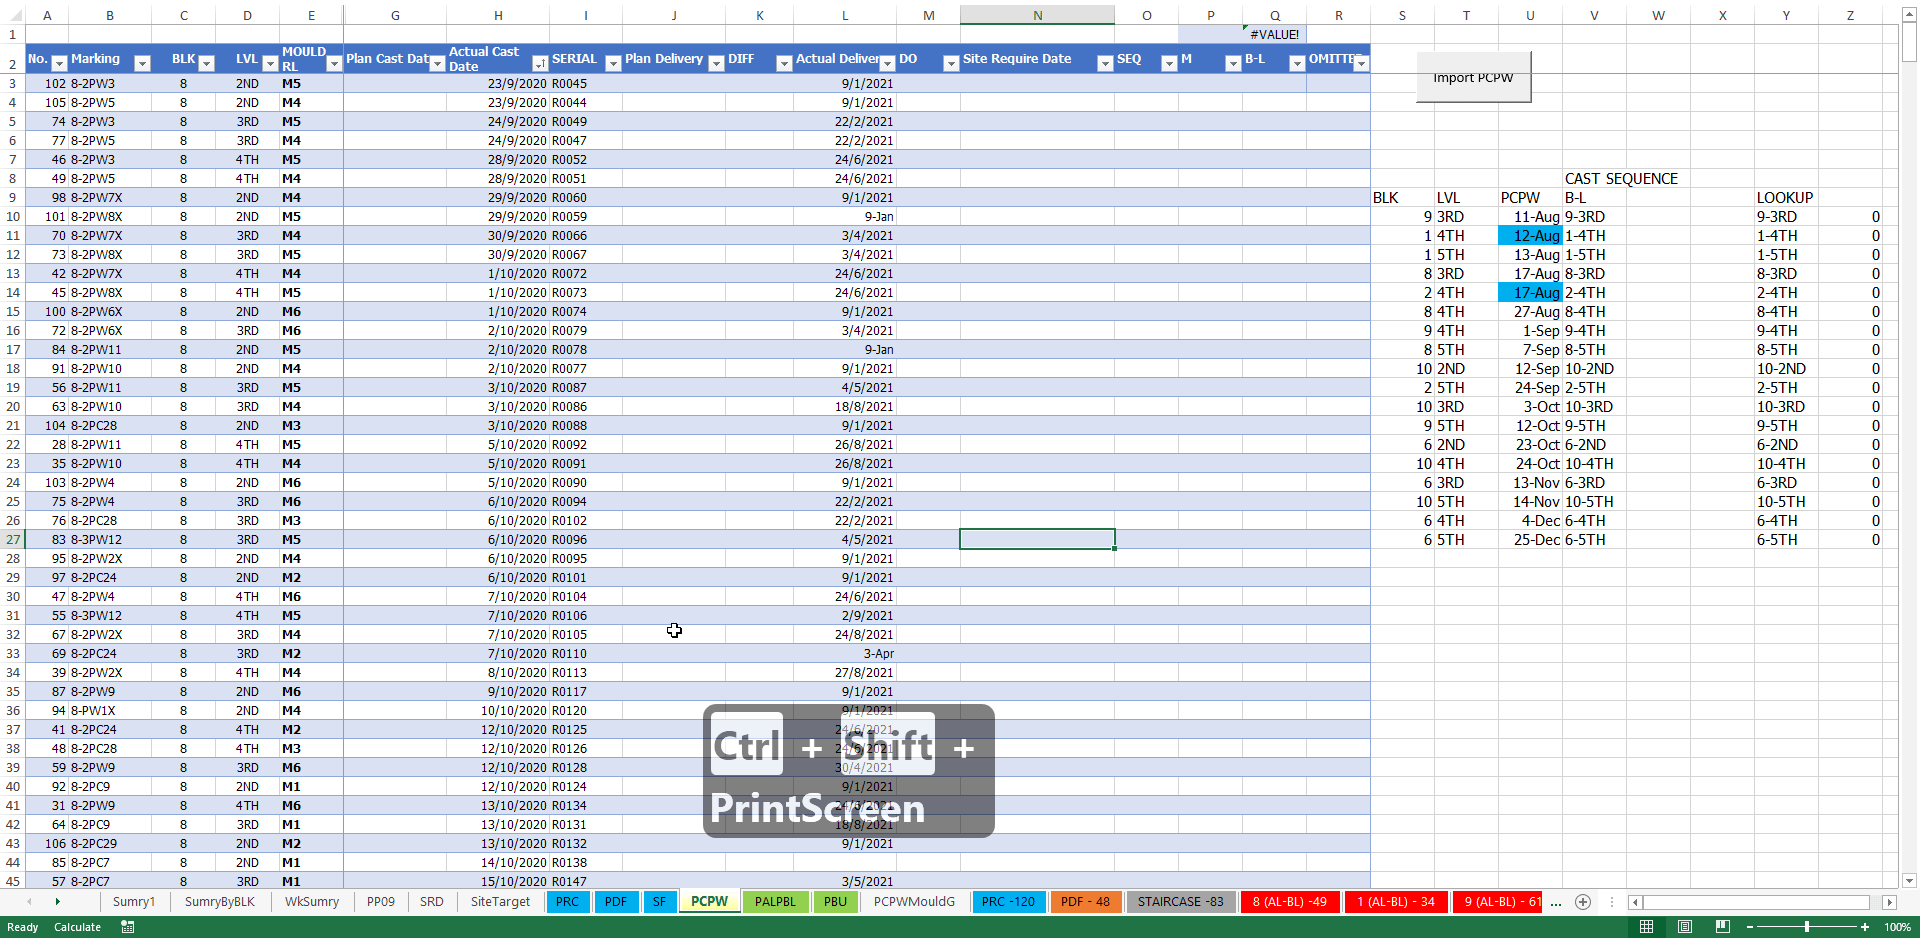 A B C D E G H I J K L M N O P Q R S T U V W X Y Z
1 #VALUE!
2 No. Marking BLK LVL MOULD RL Plan Cast Dat Actual Cast Date SERIAL Plan Delivery DIFF Actual Deliver DO Site Require Date SEQ M B-L OMITTE Import PCPW
3 102 8-2PW3 8 2ND M5 23/9/2020 R0045 9/1/2021
4 105 8-2PW5 8 2ND M4 23/9/2020 R0044 9/1/2021
5 74 8-2PW3 8 3RD M5 24/9/2020 R0049 22/2/2021
6 77 8-2PW5 8 3RD M4 24/9/2020 R0047 22/2/2021
7 46 8-2PW3 8 4TH M5 28/9/2020 R0052 24/6/2021
8 49 8-2PW5 8 4TH M4 28/9/2020 R0051 24/6/2021 CAST SEQUENCE
9 98 8-2PW7X 8 2ND M4 29/9/2020 R0060 9/1/2021 BLK LVL PCPW B-L LOOKUP
10 101 8-2PW8X 8 2ND M5 29/9/2020 R0059 9-Jan 9 3RD 11-Aug 9-3RD 9-3RD 0
11 70 8-2PW7X 8 3RD M4 30/9/2020 R0066 3/4/2021 1 4TH 12-Aug 1-4TH 1-4TH 0
12 73 8-2PW8X 8 3RD M5 30/9/2020 R0067 3/4/2021 1 5TH 13-Aug 1-5TH 1-5TH 0
13 42 8-2PW7X 8 4TH M4 1/10/2020 R0072 24/6/2021 8 3RD 17-Aug 8-3RD 8-3RD 0
14 45 8-2PW8X 8 4TH M5 1/10/2020 R0073 24/6/2021 2 4TH 17-Aug 2-4TH 2-4TH 0
15 100 8-2PW6X 8 2ND M6 1/10/2020 R0074 9/1/2021 8 4TH 27-Aug 8-4TH 8-4TH 0
16 72 8-2PW6X 8 3RD M6 2/10/2020 R0079 3/4/2021 9 4TH 1-Sep 9-4TH 9-4TH 0
17 84 8-2PW11 8 2ND M5 2/10/2020 R0078 9-Jan 8 5TH 7-Sep 8-5TH 8-5TH 0
18 91 8-2PW10 8 2ND M4 2/10/2020 R0077 9/1/2021 10 2ND 12-Sep 10-2ND 10-2ND 0
19 56 8-2PW11 8 3RD M5 3/10/2020 R0087 4/5/2021 2 5TH 24-Sep 2-5TH 2-5TH 0
20 63 8-2PW10 8 3RD M4 3/10/2020 R0086 18/8/2021 10 3RD 3-Oct 10-3RD 10-3RD 0
21 104 8-2PC28 8 2ND M3 3/10/2020 R0088 9/1/2021 9 5TH 12-Oct 9-5TH 9-5TH 0
22 28 8-2PW11 8 4TH M5 5/10/2020 R0092 26/8/2021 6 2ND 23-Oct 6-2ND 6-2ND 0
23 35 8-2PW10 8 4TH M4 5/10/2020 R0091 26/8/2021 10 4TH 24-Oct 10-4TH 10-4TH 0
24 103 8-2PW4 8 2ND M6 5/10/2020 R0090 9/1/2021 6 3RD 13-Nov 6-3RD 6-3RD 0
25 75 8-2PW4 8 3RD M6 6/10/2020 R0094 22/2/2021 10 5TH 14-Nov 10-5TH 10-5TH 0
26 76 8-2PC28 8 3RD M3 6/10/2020 R0102 22/2/2021 6 4TH 4-Dec 6-4TH 6-4TH 0
27 83 8-3PW12 8 3RD M5 6/10/2020 R0096 4/5/2021 6 5TH 25-Dec 6-5TH 6-5TH 0
28 95 8-2PW2X 8 2ND M4 6/10/2020 R0095 9/1/2021
29 97 8-2PC24 8 2ND M2 6/10/2020 R0101 9/1/2021
30 47 8-2PW4 8 4TH M6 7/10/2020 R0104 24/6/2021
31 55 8-3PW12 8 4TH M5 7/10/2020 R0106 2/9/2021
32 67 8-2PW2X 8 3RD M4 7/10/2020 R0105 24/8/2021
33 69 8-2PC24 8 3RD M2 7/10/2020 R0110 3-Apr
34 39 8-2PW2X 8 4TH M4 8/10/2020 R0113 27/8/2021
35 87 8-2PW9 8 2ND M6 9/10/2020 R0117 9/1/2021
36 94 8-PW1X 8 2ND M4 10/10/2020 R0120 9/1/2021
37 41 8-2PC24 8 4TH M2 12/10/2020 R0125 24/6/2021
38 48 8-2PC28 8 4TH M3 12/10/2020 R0126 24/6/2021
39 59 8-2PW9 8 3RD M6 12/10/2020 R0128 30/4/2021
40 92 8-2PC9 8 2ND M1 12/10/2020 R0124 9/1/2021
41 31 8-2PW9 8 4TH M6 13/10/2020 R0134 24/6/2021
42 64 8-2PC9 8 3RD M1 13/10/2020 R0131 18/8/2021
43 106 8-2PC29 8 2ND M2 13/10/2020 R0132 9/1/2021
44 85 8-2PC7 8 2ND M1 14/10/2020 R0138
45 57 8-2PC7 8 3RD M1 15/10/2020 R0147 3/5/2021
Ctrl + Shift +
PrintScreen
Sumry1 SumryByBLK WkSumry PP09 SRD SiteTarget PRC PDF SF PCPW PALPBL PBU PCPWMouldG PRC -120 PDF - 48 STAIRCASE -83 8 (AL-BL) -49 1 (AL-BL) - 34 9 (AL-BL) - 61 ...
Ready Calculate 100%